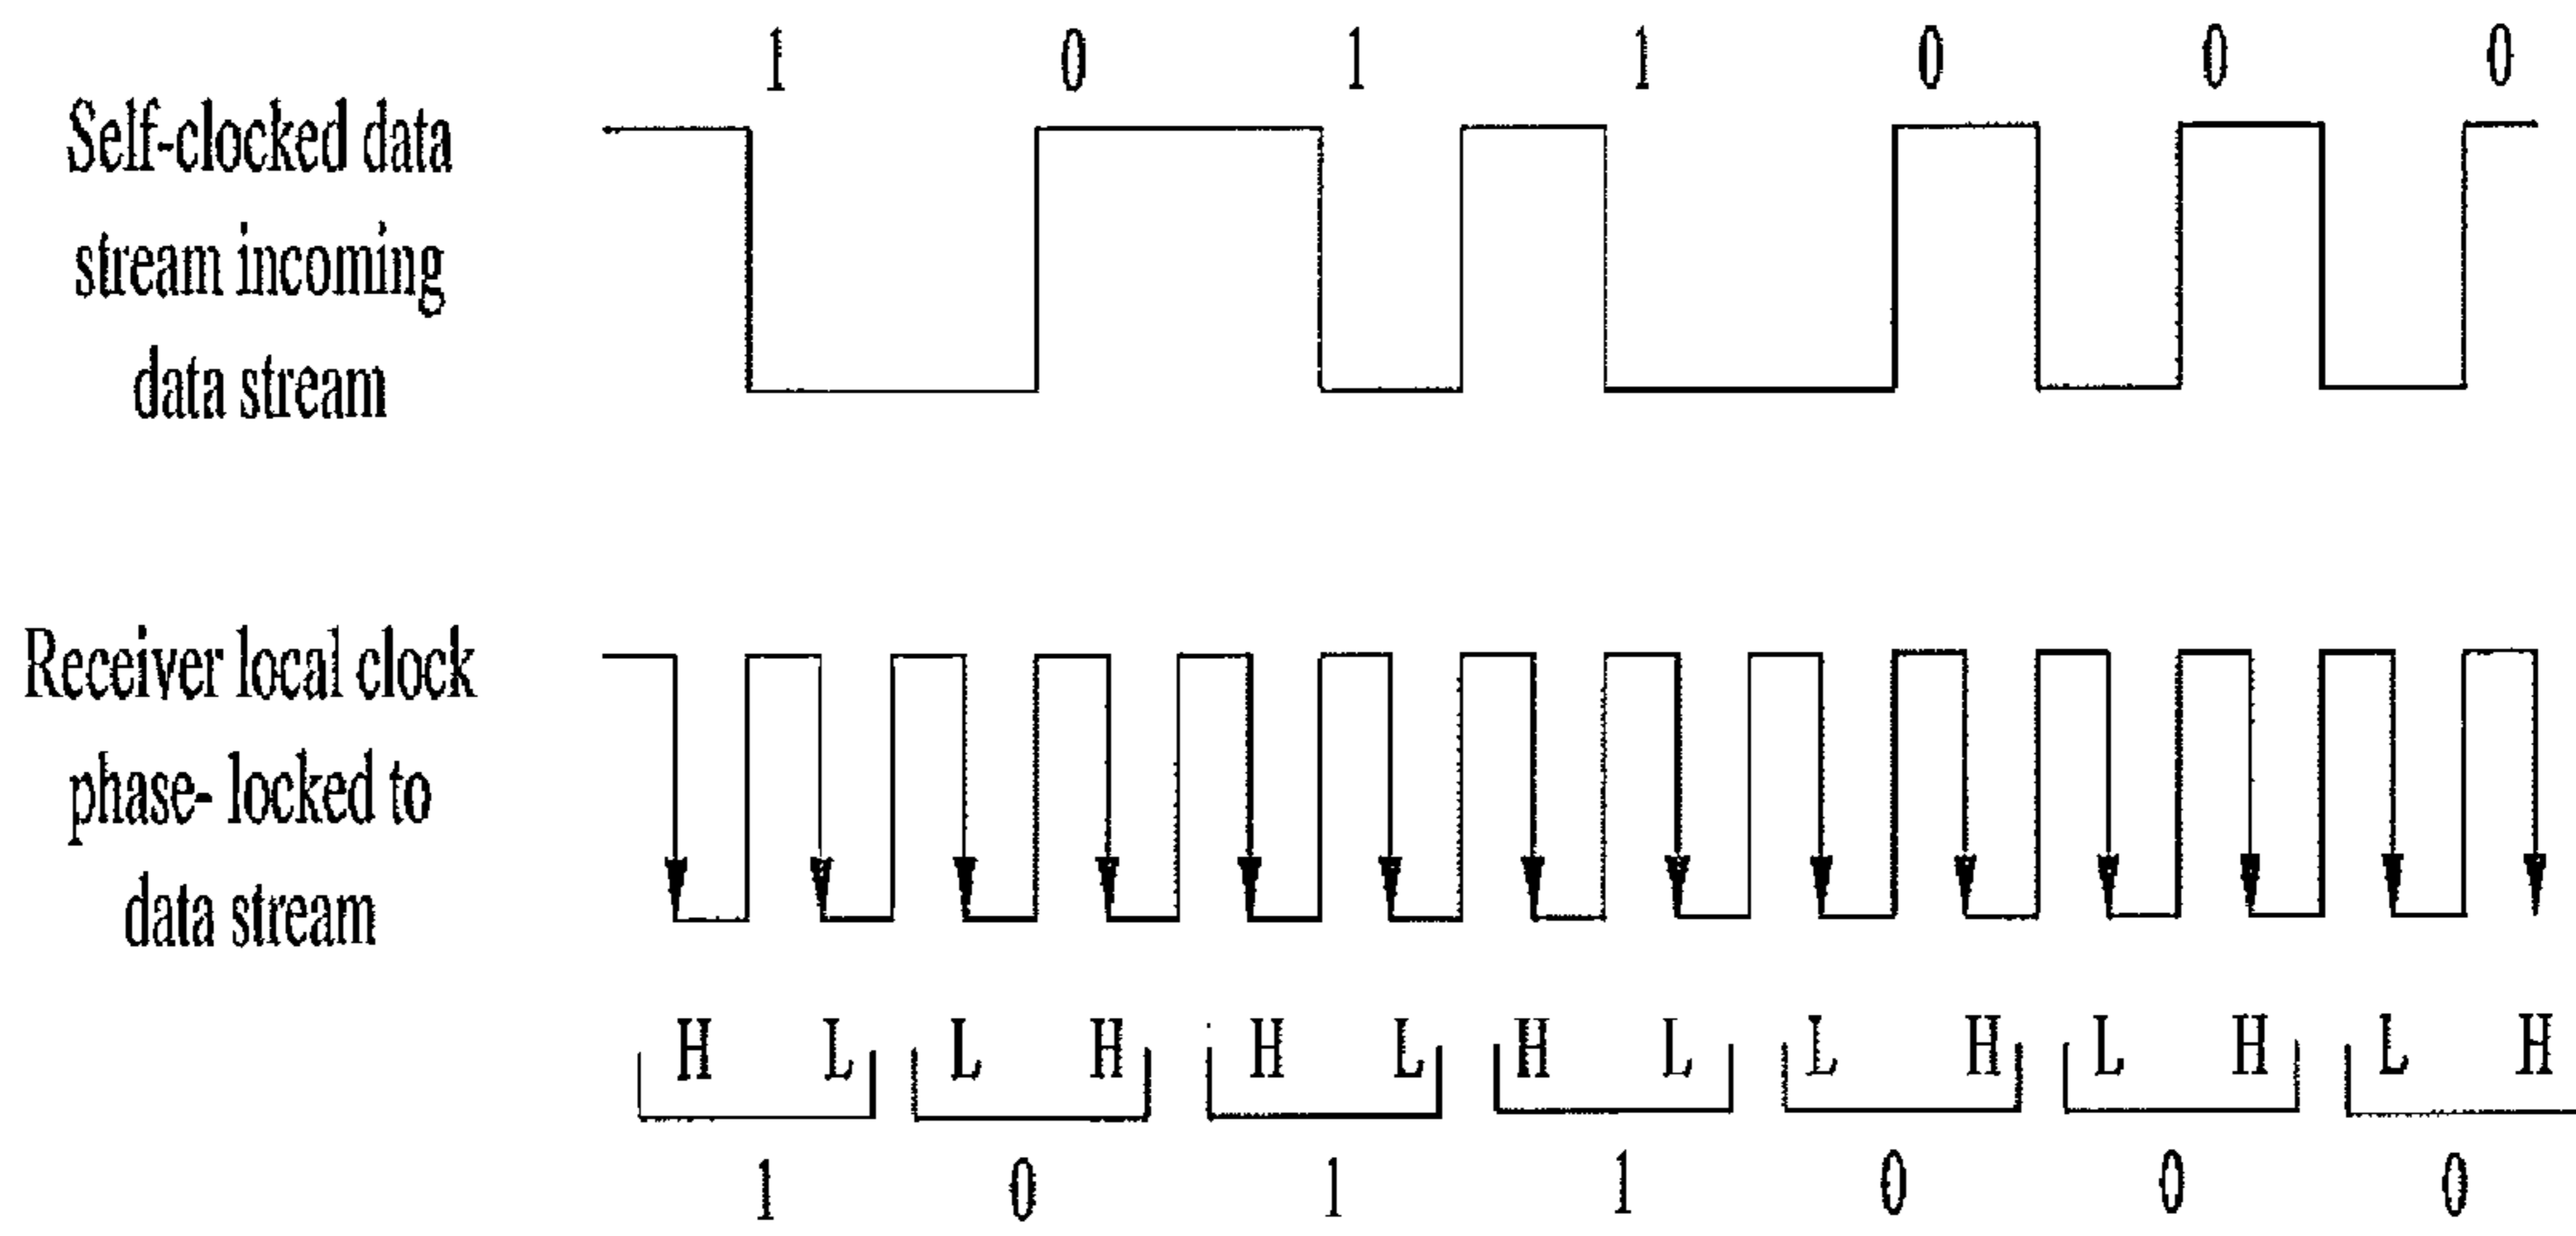 1 0 1 1 0 0 0
Self-clocked data
stream incoming
data stream
Receiver local clock
phase- locked to
data stream
H L L H H L H L L H L H L H
1 0 1 1 0 0 0